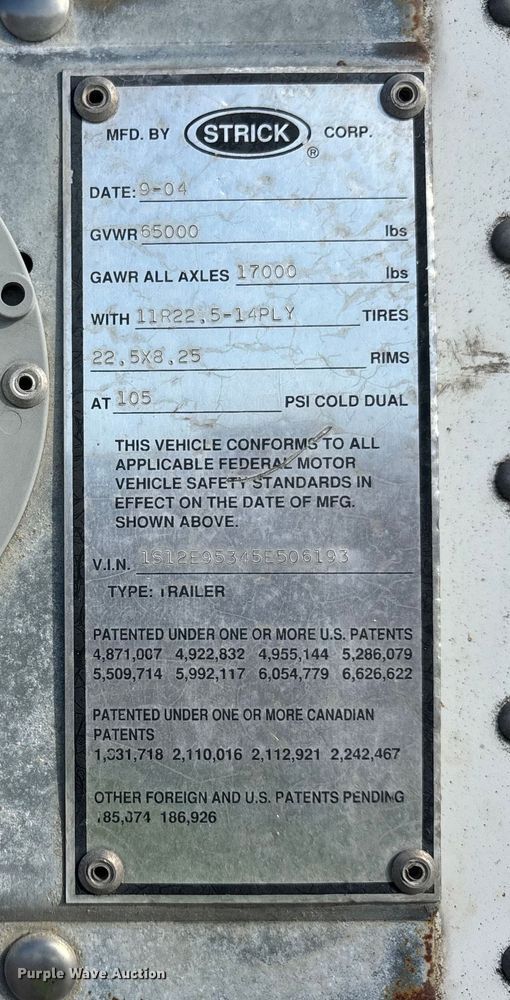 MFD. BY STRICK ® CORP.
DATE: 9-04
GVWR 65000 lbs
GAWR ALL AXLES 17000 lbs
WITH 11R22.5-14PLY TIRES
22.5X8.25 RIMS
AT 105 PSI COLD DUAL
THIS VEHICLE CONFORMS TO ALL
APPLICABLE FEDERAL MOTOR
VEHICLE SAFETY STANDARDS IN
EFFECT ON THE DATE OF MFG.
SHOWN ABOVE.
V.I.N. 1S12E95345E506193
TYPE: TRAILER
PATENTED UNDER ONE OR MORE U.S. PATENTS
4,871,007 4,922,832 4,955,144 5,286,079
5,509,714 5,992,117 6,054,779 6,626,622
PATENTED UNDER ONE OR MORE CANADIAN
PATENTS
2,110,016 2,112,921 2,242,467
OTHER FOREIGN AND U.S. PATENTS PENDING
186,926
Purple Wave Auction